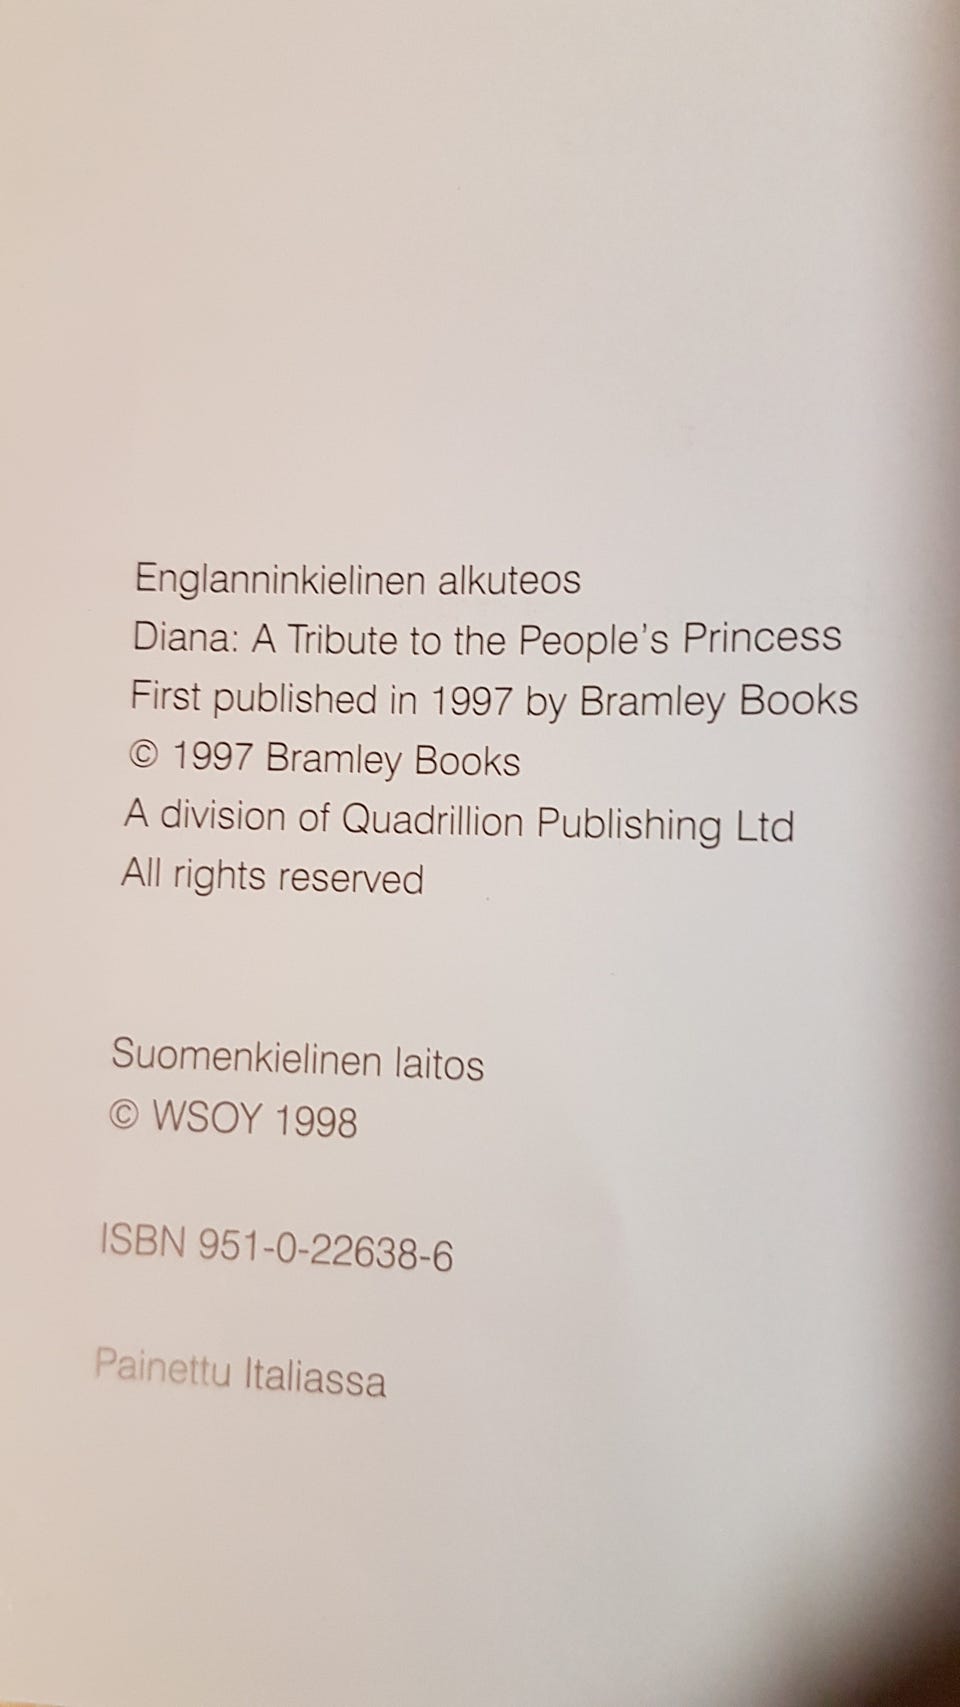 Englanninkielinen alkuteos
Diana: A Tribute to the People's Princess
First published in 1997 by Bramley Books
© 1997 Bramley Books
A division of Quadrillion Publishing Ltd
All rights reserved
Suomenkielinen laitos
© WSOY 1998
ISBN 951-0-22638-6
Painettu Italiassa